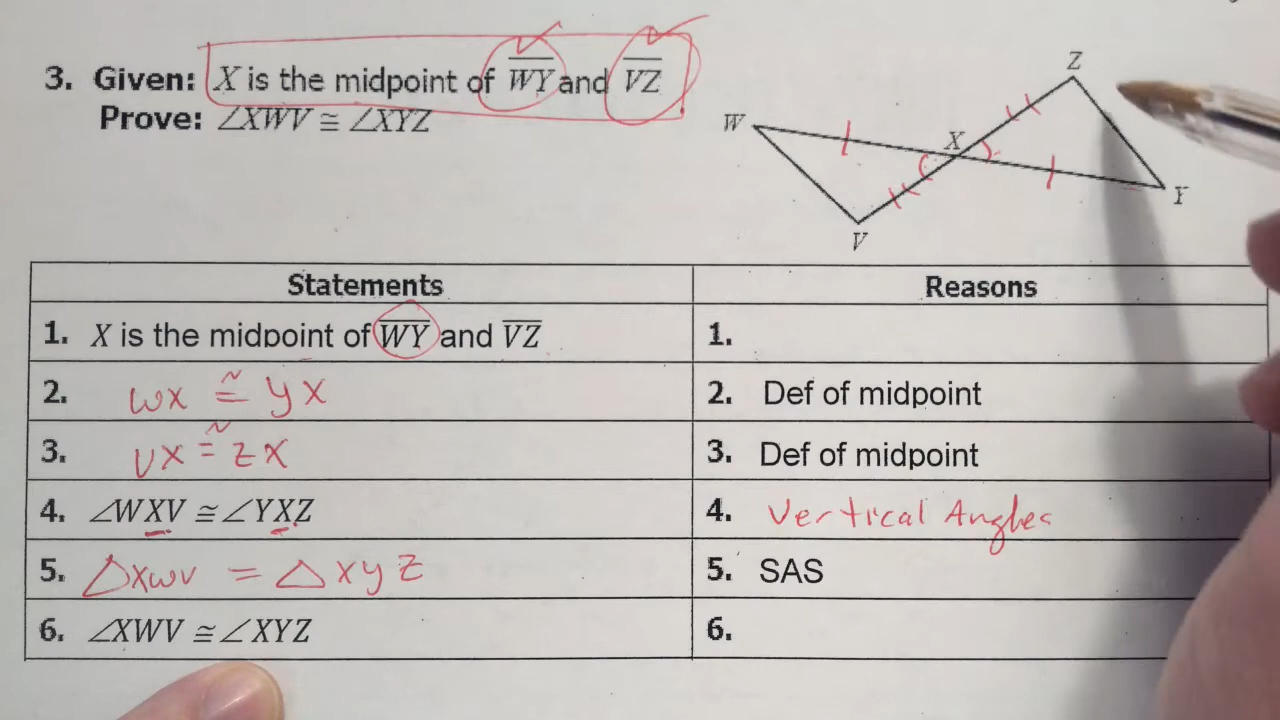 3. Given: X is the midpoint of WY and VZ
Prove: ∠XWV ≅ ∠XYZ
Z
W
X
Y
V
Statements
Reasons
1. X is the midpoint of WY and VZ
1.
2. wx ≅ yx
2. Def of midpoint
3. vx ≅ zx
3. Def of midpoint
4. ∠WXV ≅ ∠YXZ
4. Vertical Angles
5. △xwv = △xyz
5. SAS
6. ∠XWV ≅ ∠XYZ
6.